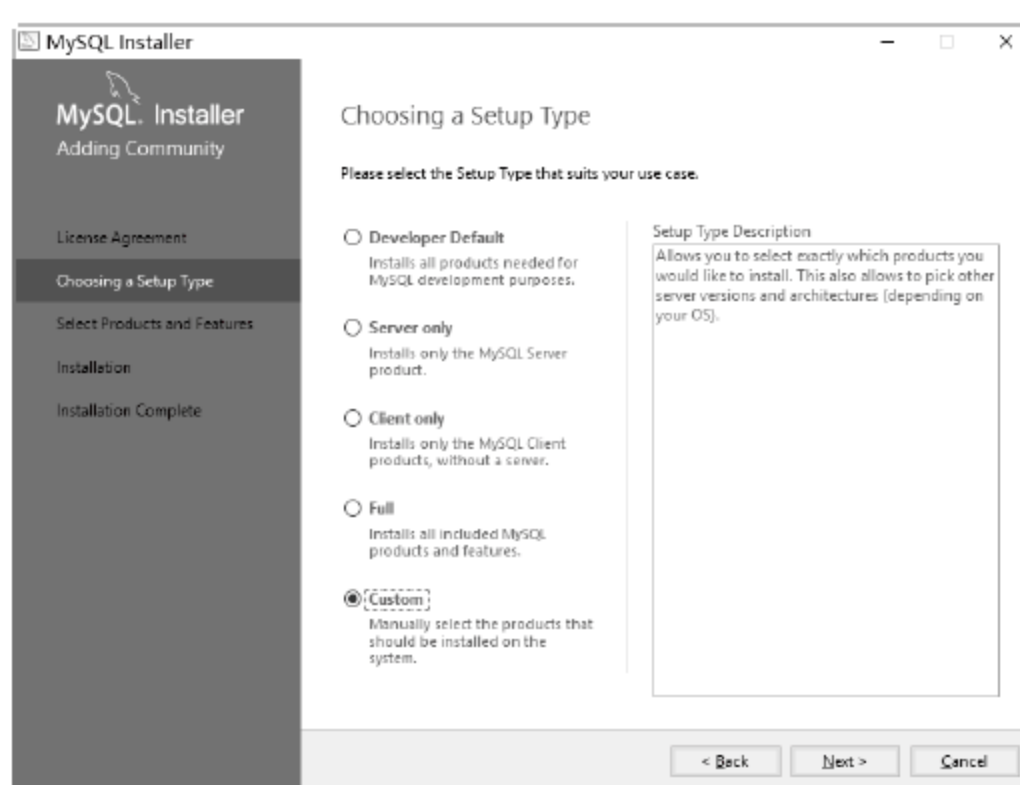 MySQL Installer
MySQL. Installer
Adding Community
License Agreement
Choosing a Setup Type
Select Products and Features
Installation
Installation Complete
Choosing a Setup Type
Please select the Setup Type that suits your use case.
Developer Default
Installs all products needed for
MySQL development purposes.
Server only
Installs only the MySQL Server
product.
Client only
Installs only the MySQL Client
products, without a server.
Full
Installs all included MySQL
products and features.
Custom
Manually select the products that
should be installed on the
system.
Setup Type Description
Allows you to select exactly which products you
would like to install. This also allows to pick other
server versions and architectures (depending on
your OS).
< Back
Next >
Cancel